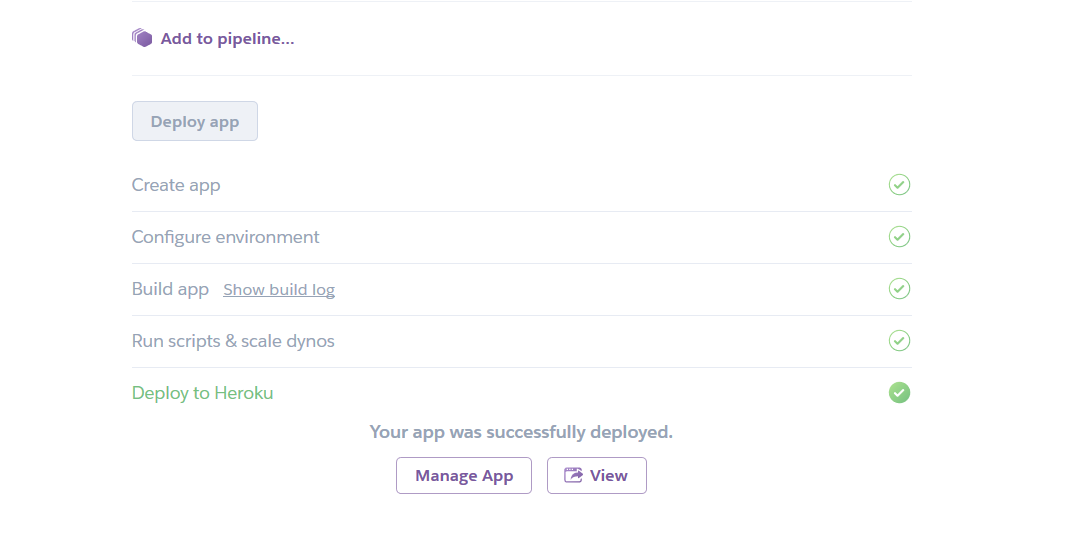 Add to pipeline...
Deploy app
Create app
Configure environment
Build app Show build log
Run scripts & scale dynos
Deploy to Heroku
Your app was successfully deployed.
Manage App View